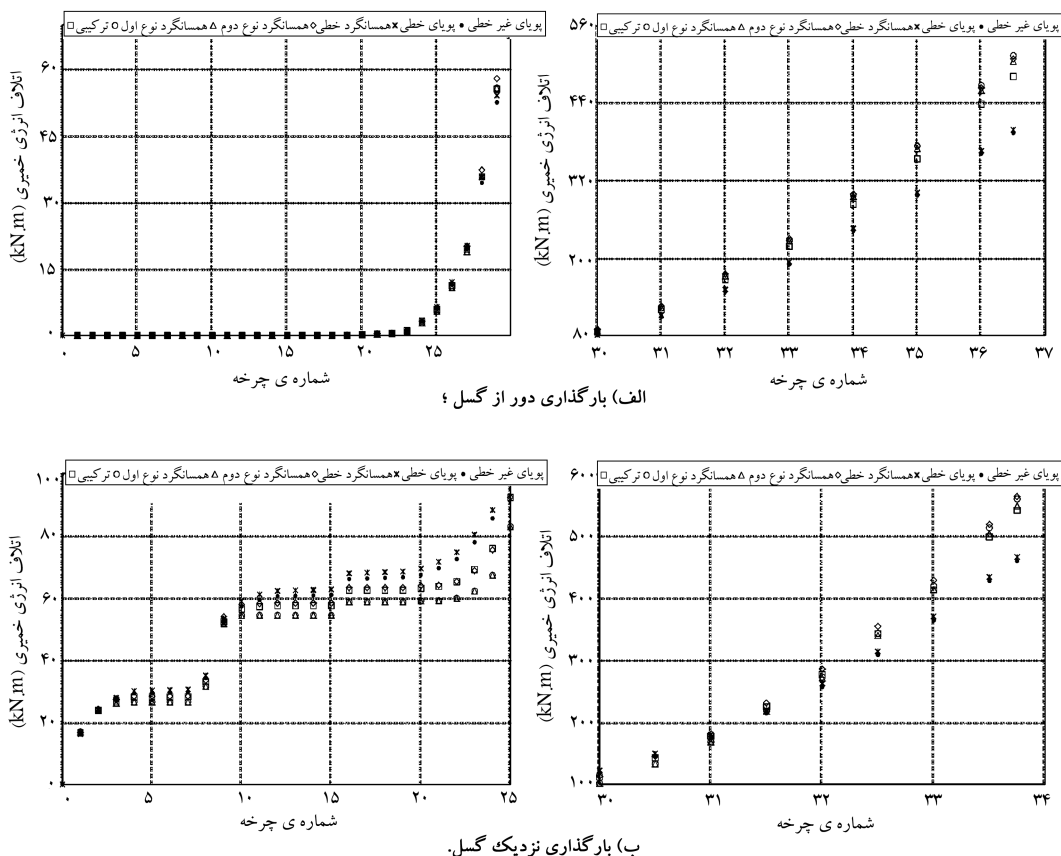 □ ترکیبی ○ همسانگرد نوع اول △ همسانگرد نوع دوم ◇ همسانگرد خطی × پویای خطی • پویای غیر خطی
اتلاف انرژی خمیری (kN.m)
۶۰
۴۵
۳۰
۱۵
۰
۰ ۵ ۱۰ ۱۵ ۲۰ ۲۵
شماره ی چرخه
□ ترکیبی ○ همسانگرد نوع اول △ همسانگرد نوع دوم ◇ همسانگرد خطی × پویای خطی • پویای غیر خطی
اتلاف انرژی خمیری (kN.m)
۵۶۰
۴۴۰
۳۲۰
۲۰۰
۸۰
۳۰ ۳۱ ۳۲ ۳۳ ۳۴ ۳۵ ۳۶ ۳۷
شماره ی چرخه
الف) بارگذاری دور از گسل ؛
□ ترکیبی ○ همسانگرد نوع اول △ همسانگرد نوع دوم ◇ همسانگرد خطی × پویای خطی • پویای غیر خطی
اتلاف انرژی خمیری (kN.m)
۱۰۰
۸۰
۶۰
۴۰
۲۰
۰
۰ ۵ ۱۰ ۱۵ ۲۰ ۲۵
شماره ی چرخه
□ ترکیبی ○ همسانگرد نوع اول △ همسانگرد نوع دوم ◇ همسانگرد خطی × پویای خطی • پویای غیر خطی
اتلاف انرژی خمیری (kN.m)
۶۰۰
۵۰۰
۴۰۰
۳۰۰
۲۰۰
۱۰۰
۳۰ ۳۱ ۳۲ ۳۳ ۳۴
شماره ی چرخه
ب) بارگذاری نزدیک گسل.